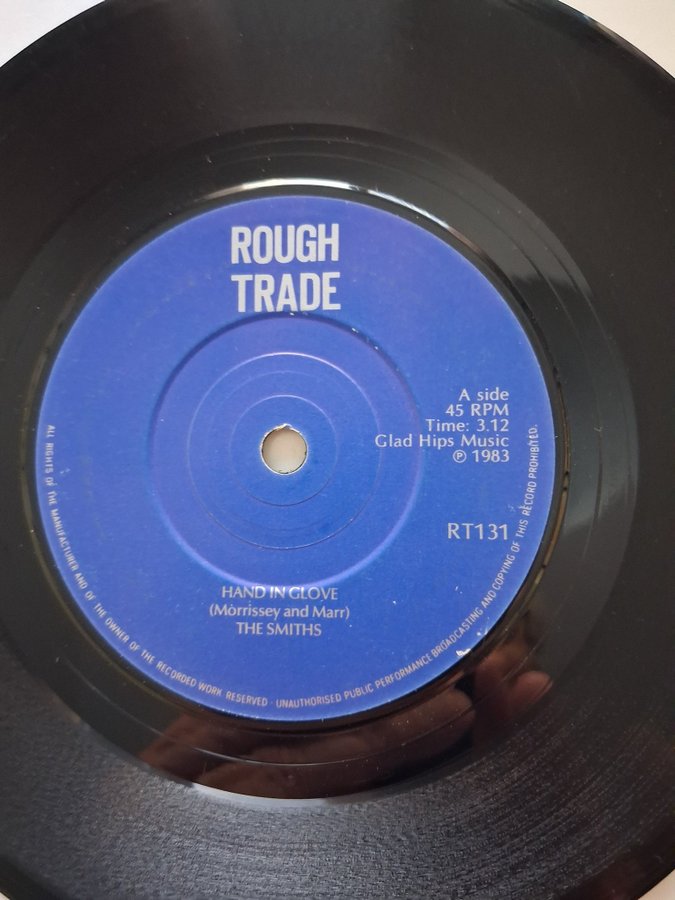 ROUGH
TRADE
A side
45 RPM
Time: 3.12
Glad Hips Music
℗ 1983
RT131
HAND IN GLOVE
(Morrissey and Marr)
THE SMITHS
ALL RIGHTS OF THE MANUFACTURER AND OF THE OWNER OF THE RECORDED WORK RESERVED · UNAUTHORISED PUBLIC PERFORMANCE BROADCASTING AND COPYING OF THIS RECORD PROHIBITED.